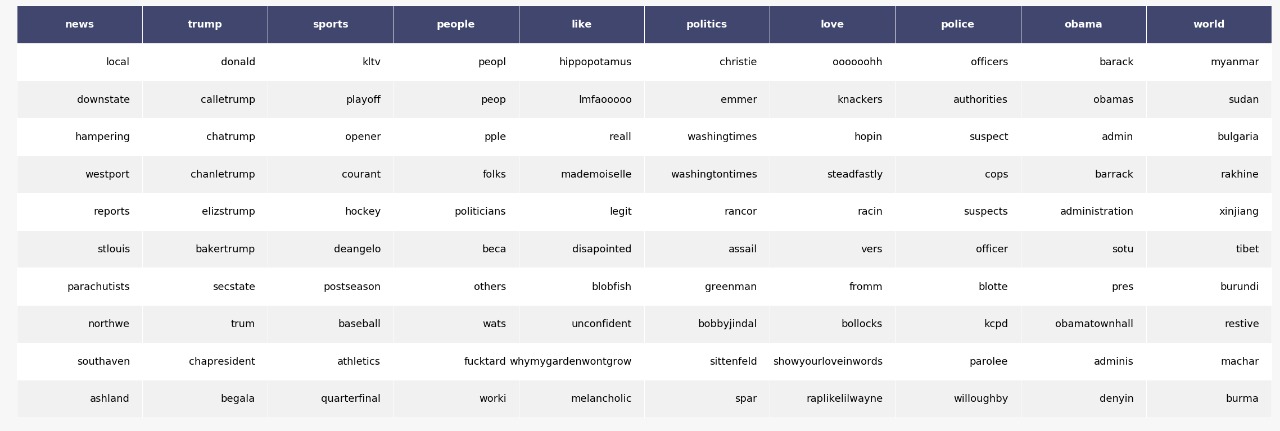 news trump sports people like politics love police obama world
local donald kltv peopl hippopotamus christie oooooohh officers barack myanmar
downstate calletrump playoff peop lmfaooooo emmer knackers authorities obamas sudan
hampering chatrump opener pple reall washingtimes hopin suspect admin bulgaria
westport chanletrump courant folks mademoiselle washingtontimes steadfastly cops barrack rakhine
reports elizstrump hockey politicians legit rancor racin suspects administration xinjiang
stlouis bakertrump deangelo beca disapointed assail vers officer sotu tibet
parachutists secstate postseason others blobfish greenman fromm blotte pres burundi
northwe trum baseball wats unconfident bobbyjindal bollocks kcpd obamatownhall restive
southaven chapresident athletics fucktard whymygardenwontgrow sittenfeld showyourloveinwords parolee adminis machar
ashland begala quarterfinal worki melancholic spar raplikelilwayne willoughby denyin burma